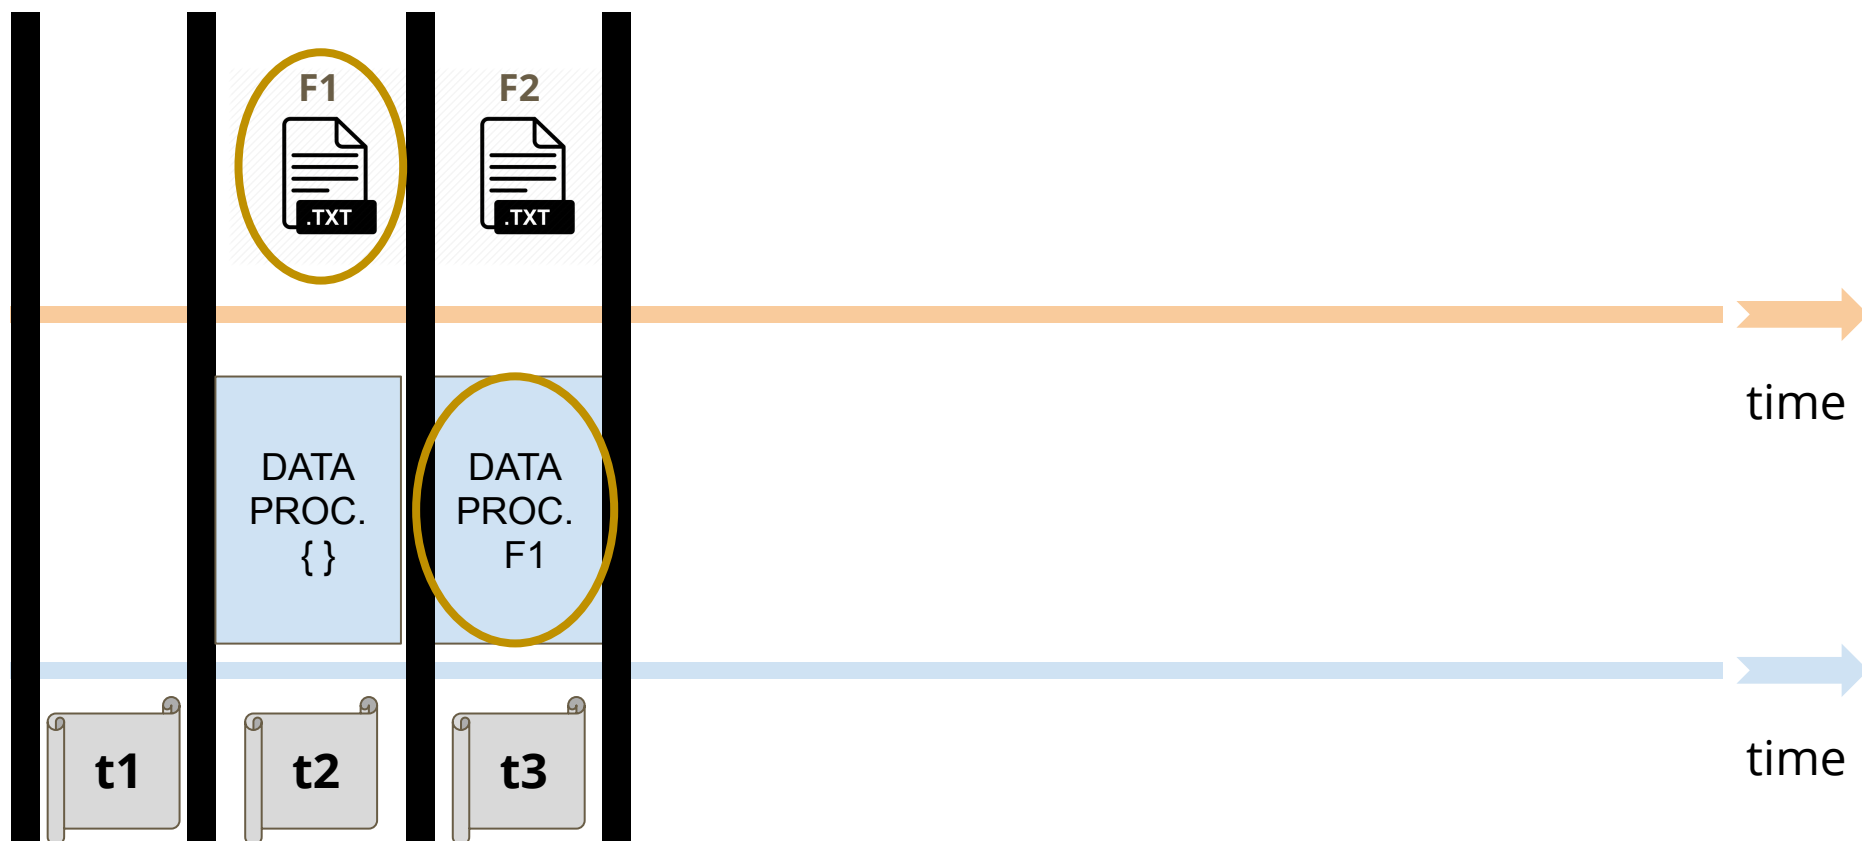 F1
F2
.TXT
.TXT
time
DATA
PROC.
{ }
DATA
PROC.
F1
time
t1
t2
t3